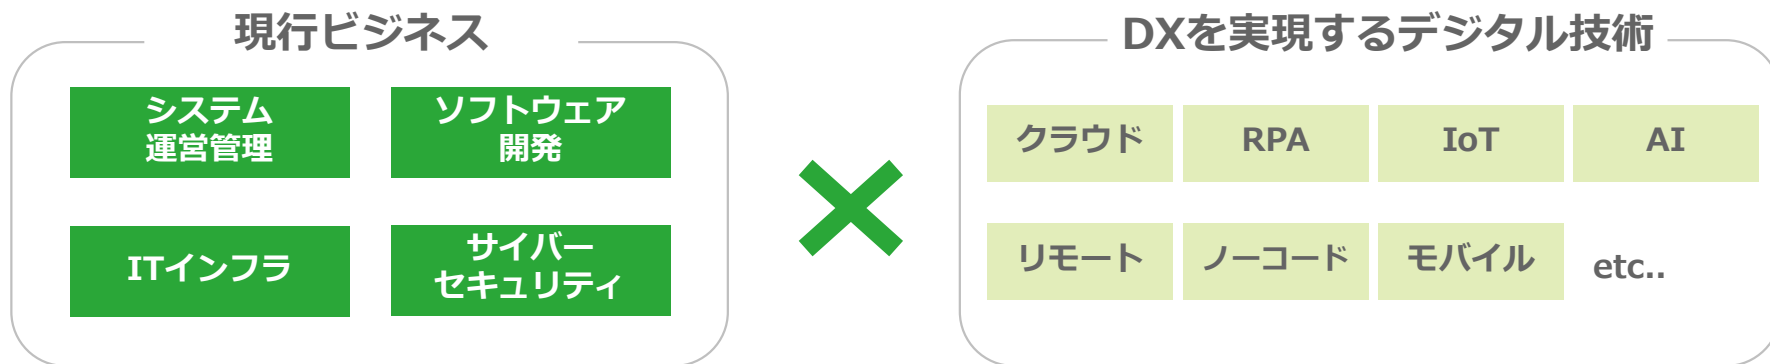 現行ビジネス
システム
運営管理
ソフトウェア
開発
ITインフラ
サイバー
セキュリティ
DXを実現するデジタル技術
クラウド
RPA
IoT
AI
リモート
ノーコード
モバイル
etc..